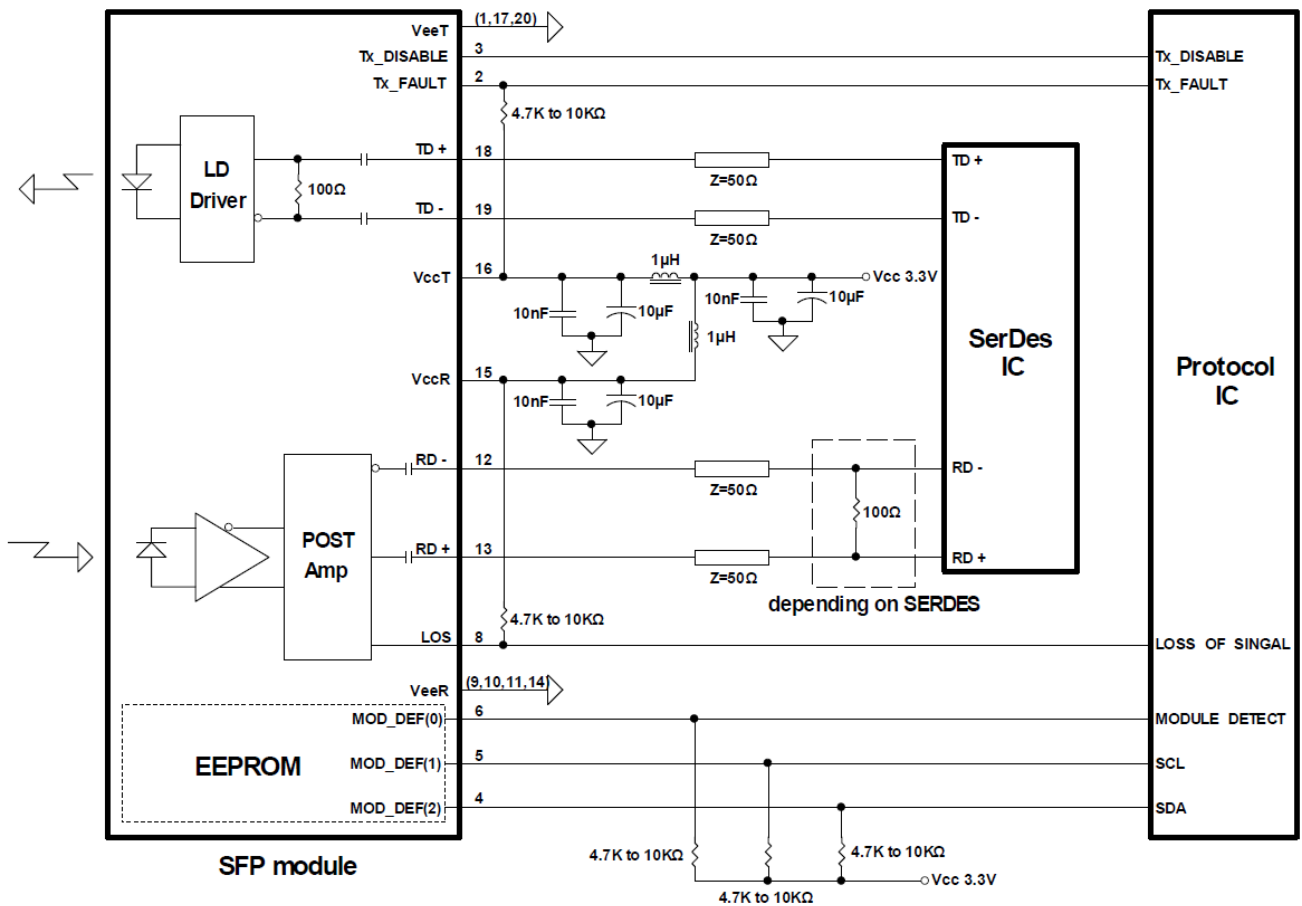 VeeT
(1,17,20)
Tx_DISABLE
3
Tx_DISABLE
Tx_FAULT
2
Tx_FAULT
4.7K to 10KΩ
LD
Driver
100Ω
TD +
18
Z=50Ω
TD +
TD -
19
Z=50Ω
TD -
VccT
16
1µH
Vcc 3.3V
10nF
10µF
10nF
10µF
1µH
SerDes
IC
Protocol
IC
VccR
15
10nF
10µF
RD -
12
Z=50Ω
RD -
100Ω
POST
Amp
RD +
13
Z=50Ω
RD +
depending on SERDES
4.7K to 10KΩ
LOS
8
LOSS OF SINGAL
VeeR
(9,10,11,14)
MOD_DEF(0)
6
MODULE DETECT
EEPROM
MOD_DEF(1)
5
SCL
MOD_DEF(2)
4
SDA
SFP module
4.7K to 10KΩ
4.7K to 10KΩ
4.7K to 10KΩ
Vcc 3.3V